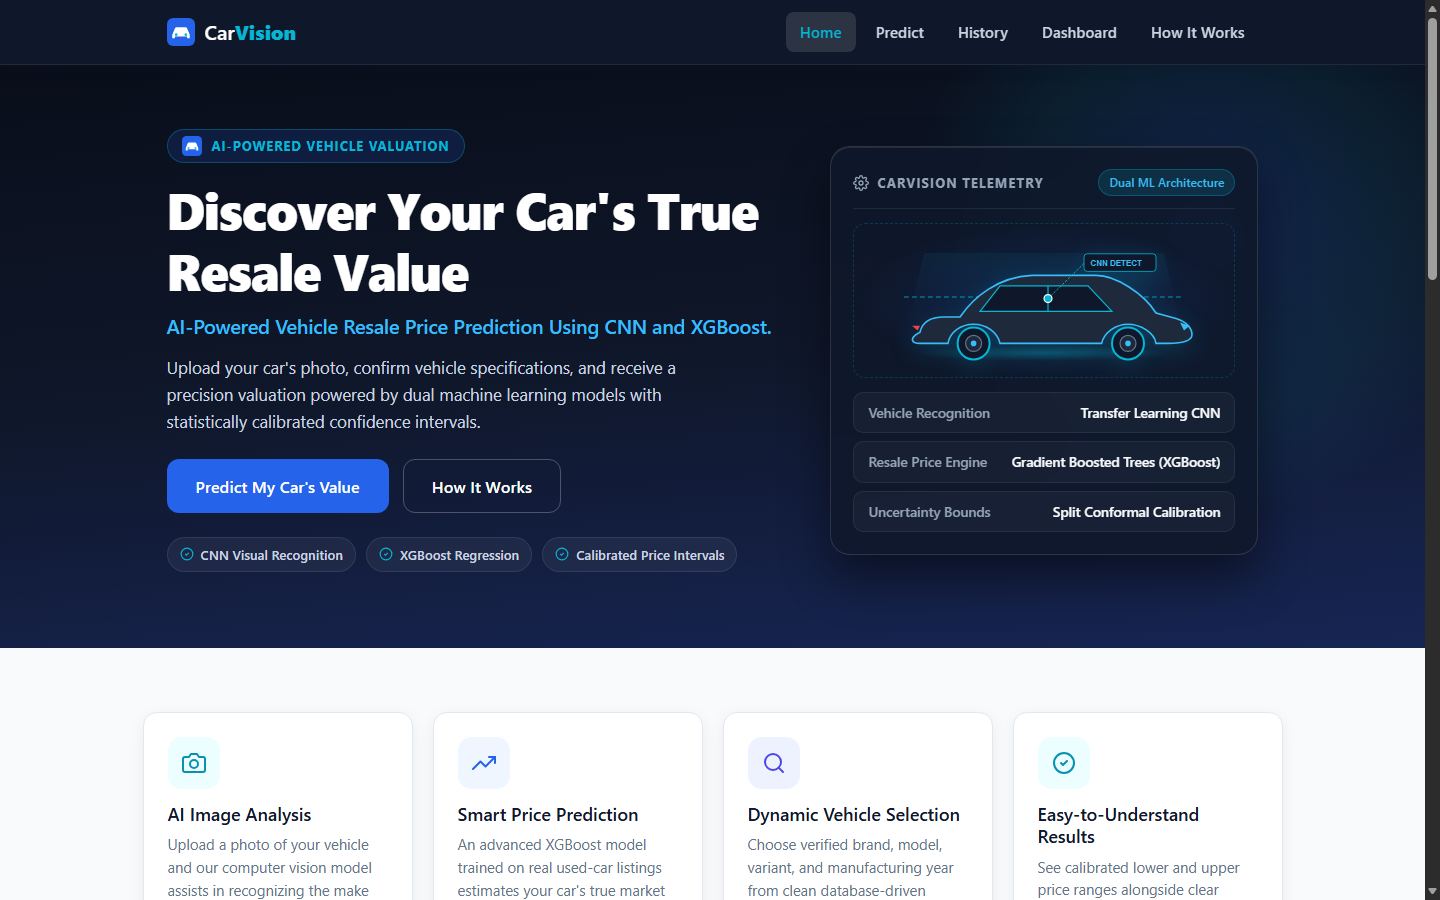 CarVision
Home
Predict
History
Dashboard
How It Works
AI-POWERED VEHICLE VALUATION
Discover Your Car's True
Resale Value
AI-Powered Vehicle Resale Price Prediction Using CNN and XGBoost.
Upload your car's photo, confirm vehicle specifications, and receive a
precision valuation powered by dual machine learning models with
statistically calibrated confidence intervals.
Predict My Car's Value
How It Works
CNN Visual Recognition
XGBoost Regression
Calibrated Price Intervals
CARVISION TELEMETRY
Dual ML Architecture
CNN DETECT
Vehicle Recognition
Transfer Learning CNN
Resale Price Engine
Gradient Boosted Trees (XGBoost)
Uncertainty Bounds
Split Conformal Calibration
AI Image Analysis
Upload a photo of your vehicle
and our computer vision model
assists in recognizing the make
Smart Price Prediction
An advanced XGBoost model
trained on real used-car listings
estimates your car's true market
Dynamic Vehicle Selection
Choose verified brand, model,
variant, and manufacturing year
from clean database-driven
Easy-to-Understand
Results
See calibrated lower and upper
price ranges alongside clear